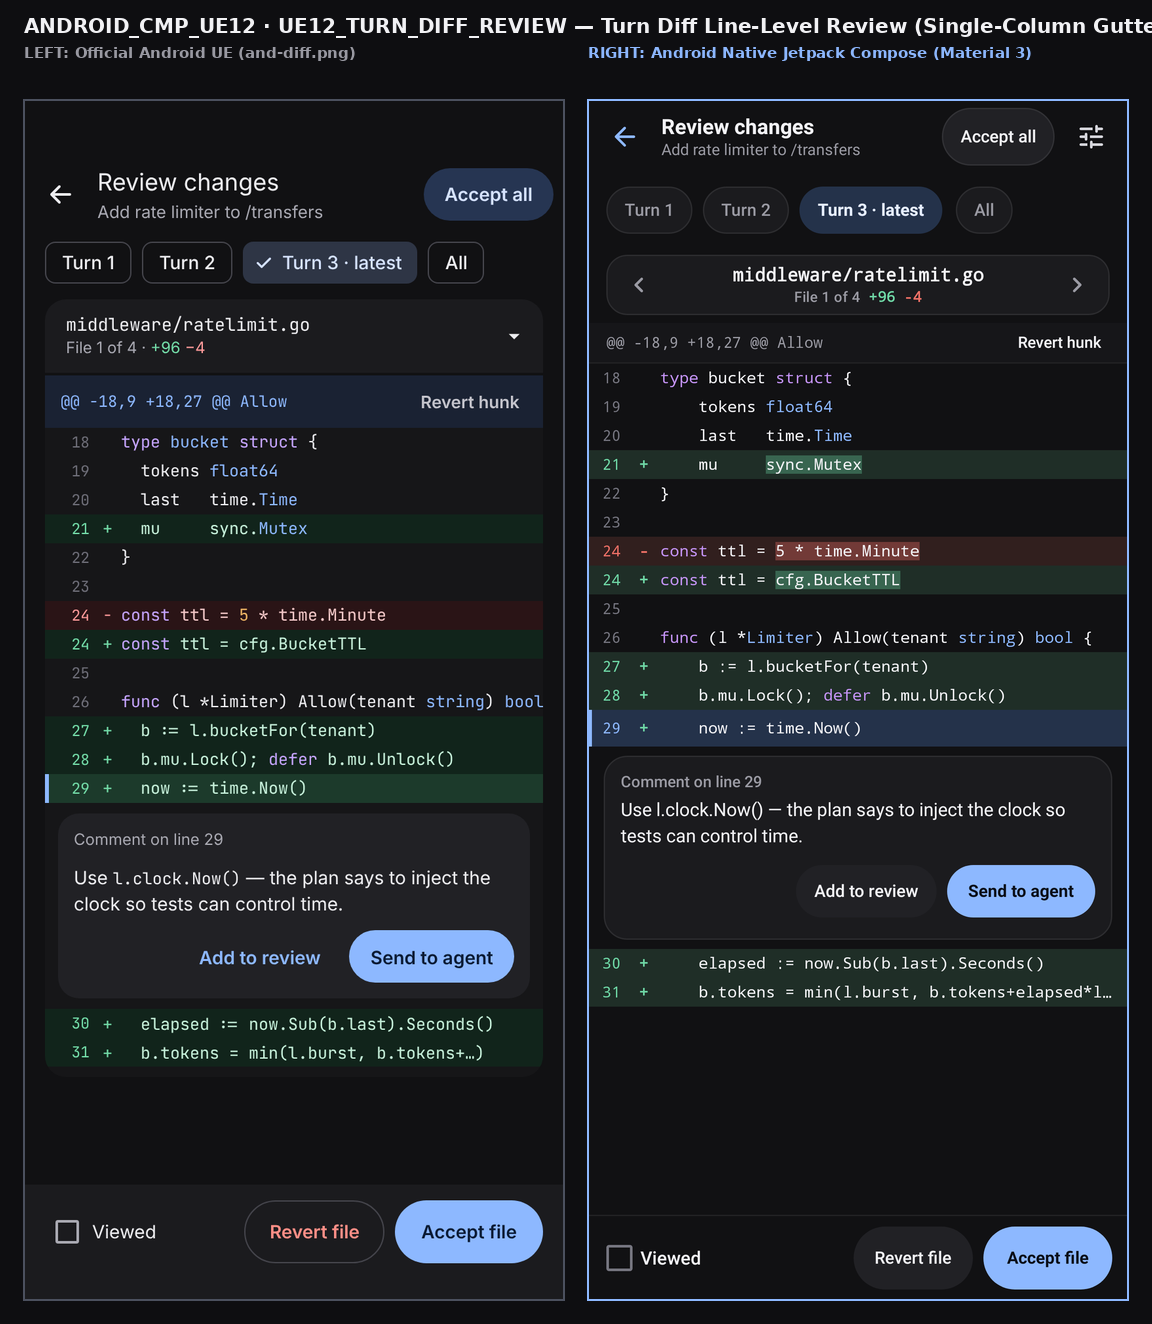 ANDROID_CMP_UE12 · UE12_TURN_DIFF_REVIEW — Turn Diff Line-Level Review (Single-Column Gutte
LEFT: Official Android UE (and-diff.png)
RIGHT: Android Native Jetpack Compose (Material 3)
Review changes
Add rate limiter to /transfers
Accept all
Turn 1
Turn 2
Turn 3 · latest
All
middleware/ratelimit.go
File 1 of 4 · +96 −4
@@ -18,9 +18,27 @@ Allow
Revert hunk
18 type bucket struct {
19 tokens float64
20 last time.Time
21 + mu sync.Mutex
22 }
23
24 - const ttl = 5 * time.Minute
24 + const ttl = cfg.BucketTTL
25
26 func (l *Limiter) Allow(tenant string) bool
27 + b := l.bucketFor(tenant)
28 + b.mu.Lock(); defer b.mu.Unlock()
29 + now := time.Now()
Comment on line 29
Use l.clock.Now() — the plan says to inject the
clock so tests can control time.
Add to review
Send to agent
30 + elapsed := now.Sub(b.last).Seconds()
31 + b.tokens = min(l.burst, b.tokens+…)
Viewed
Revert file
Accept file
Review changes
Add rate limiter to /transfers
Accept all
Turn 1
Turn 2
Turn 3 · latest
All
middleware/ratelimit.go
File 1 of 4 +96 -4
@@ -18,9 +18,27 @@ Allow
Revert hunk
18 type bucket struct {
19 tokens float64
20 last time.Time
21 + mu sync.Mutex
22 }
23
24 - const ttl = 5 * time.Minute
24 + const ttl = cfg.BucketTTL
25
26 func (l *Limiter) Allow(tenant string) bool {
27 + b := l.bucketFor(tenant)
28 + b.mu.Lock(); defer b.mu.Unlock()
29 + now := time.Now()
Comment on line 29
Use l.clock.Now() — the plan says to inject the clock so
tests can control time.
Add to review
Send to agent
30 + elapsed := now.Sub(b.last).Seconds()
31 + b.tokens = min(l.burst, b.tokens+elapsed*l…
Viewed
Revert file
Accept file